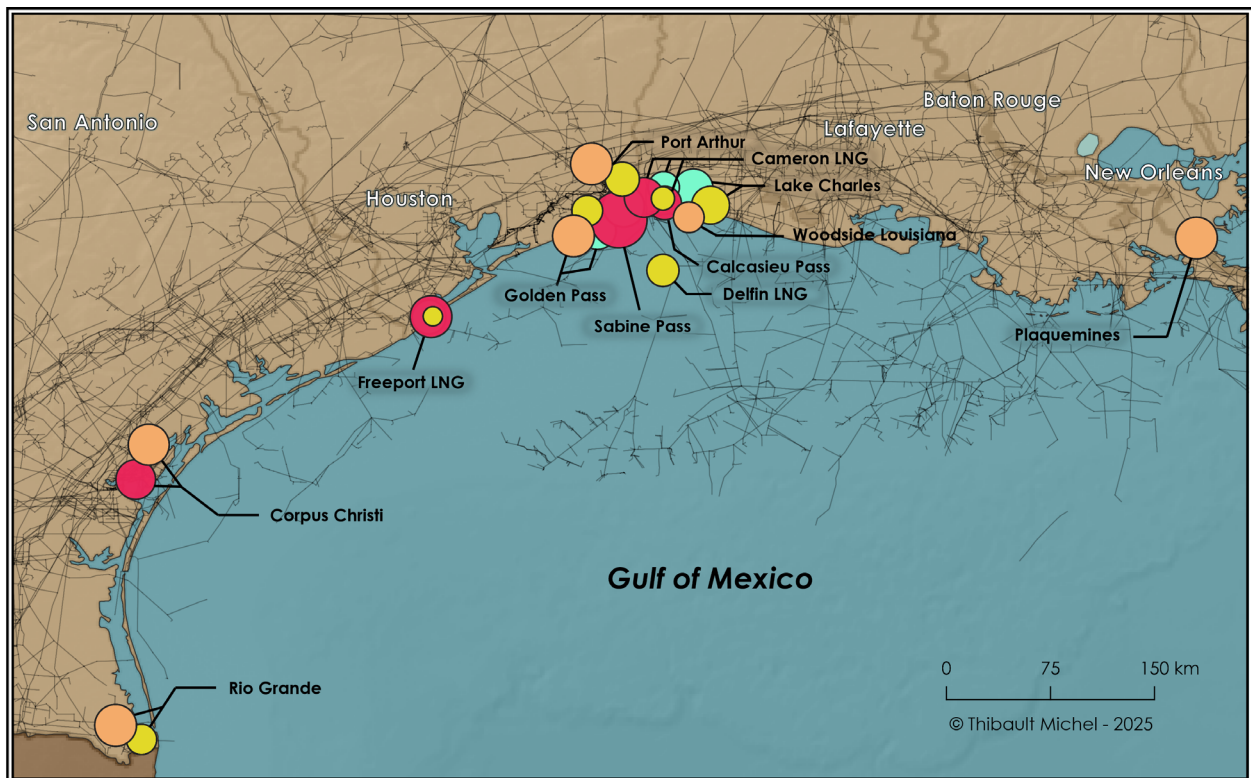 Baton Rouge
San Antonio
Lafayette
Port Arthur
Cameron LNG
New Orleans
Lake Charles
Houston
Woodside Louisiana
Calcasieu Pass
Golden Pass
Delfin LNG
Sabine Pass
Plaquemines
Freeport LNG
Corpus Christi
Gulf of Mexico
0 75 150 km
Rio Grande
© Thibault Michel - 2025